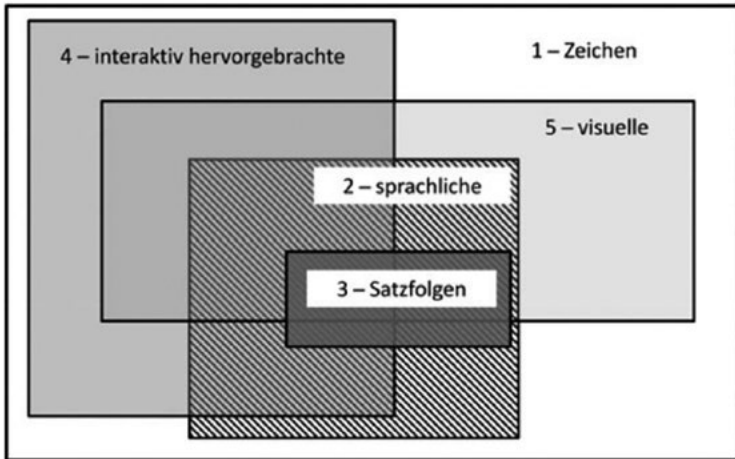 4 – interaktiv hervorgebrachte
1 – Zeichen
5 – visuelle
2 – sprachliche
3 – Satzfolgen